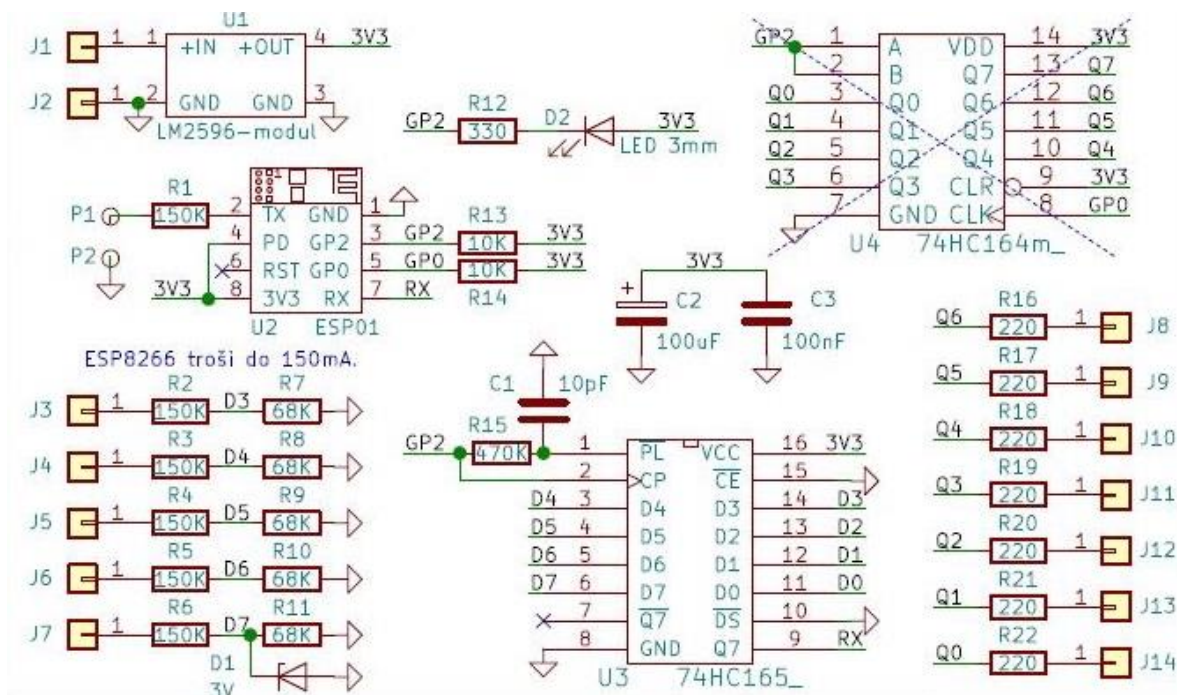 U1
J1 1 1 +IN +OUT 4 3V3
J2 1 2 GND GND 3
LM2596-modul
GP2 R12 330 D2 3V3
LED 3mm
GP2 1 A VDD 14 3V3
2 B Q7 13 Q7
Q0 3 Q0 Q6 12 Q6
Q1 4 Q1 Q5 11 Q5
Q2 5 Q2 Q4 10 Q4
Q3 6 Q3 CLR 9 3V3
7 GND CLK 8 GP0
U4 74HC164m_
P1 R1 150K 2 TX GND 1
4 PD GP2 3 GP2 R13 10K 3V3
P2 6 RST GP0 5 GP0 10K 3V3
R14
3V3 8 3V3 RX 7 RX
U2 ESP01
ESP8266 troši do 150mA.
3V3
+ C2 C3
100uF 100nF
J3 1 R2 150K D3 R7 68K
J4 1 R3 150K D4 R8 68K
J5 1 R4 150K D5 R9 68K
J6 1 R5 150K D6 R10 68K
J7 1 R6 150K D7 R11 68K
D1
3V
C1 10pF
GP2 R15 470K 1 PL VCC 16 3V3
2 CP CE 15
D4 3 D4 D3 14 D3
D5 4 D5 D2 13 D2
D6 5 D6 D1 12 D1
D7 6 D7 D0 11 D0
7 Q7 DS 10
8 GND Q7 9 RX
U3 74HC165_
Q6 R16 220 1 J8
Q5 R17 220 1 J9
Q4 R18 220 1 J10
Q3 R19 220 1 J11
Q2 R20 220 1 J12
Q1 R21 220 1 J13
Q0 R22 220 1 J14